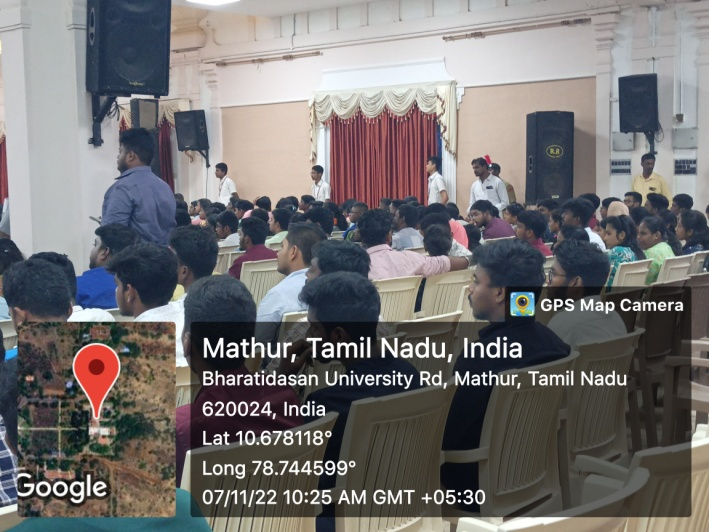 R.R
GPS Map Camera
Mathur, Tamil Nadu, India
Bharatidasan University Rd, Mathur, Tamil Nadu
620024, India
Lat 10.678118°
Long 78.744599°
07/11/22 10:25 AM GMT +05:30
Google